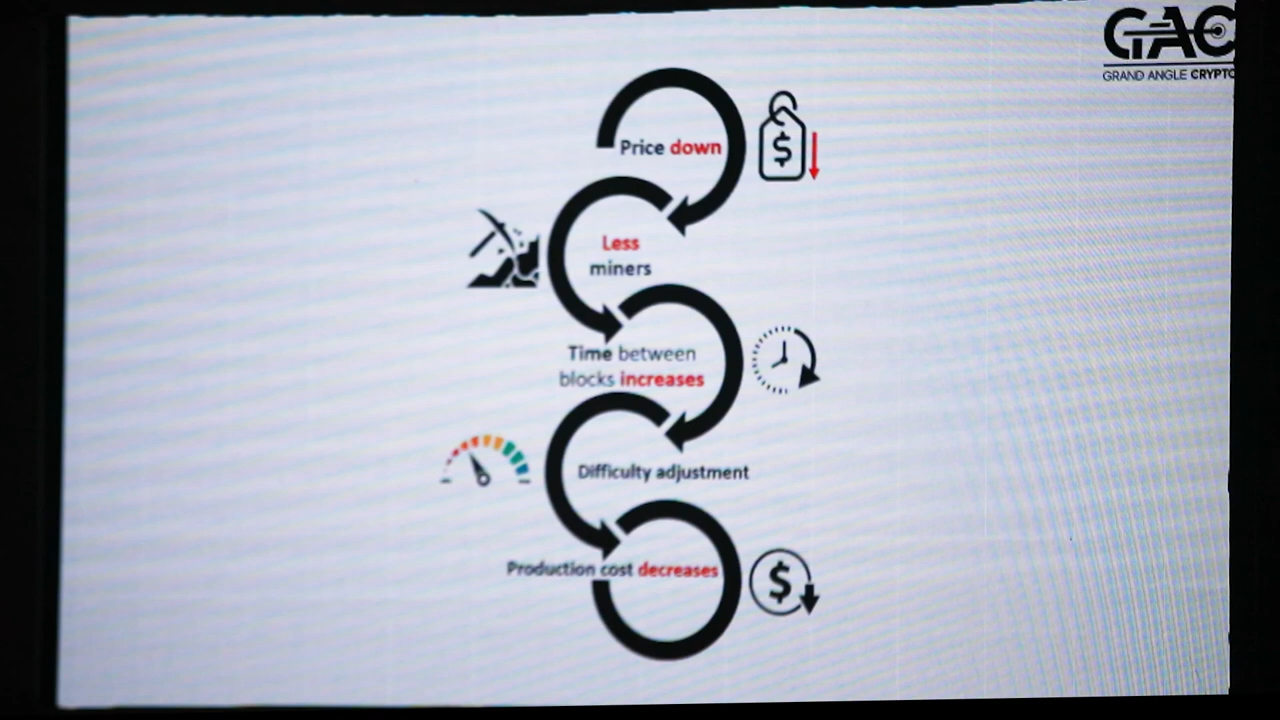 GAC
GRAND ANGLE CRYPTO
Price down
$
Less
miners
Time between
blocks increases
Difficulty adjustment
Production cost decreases
$